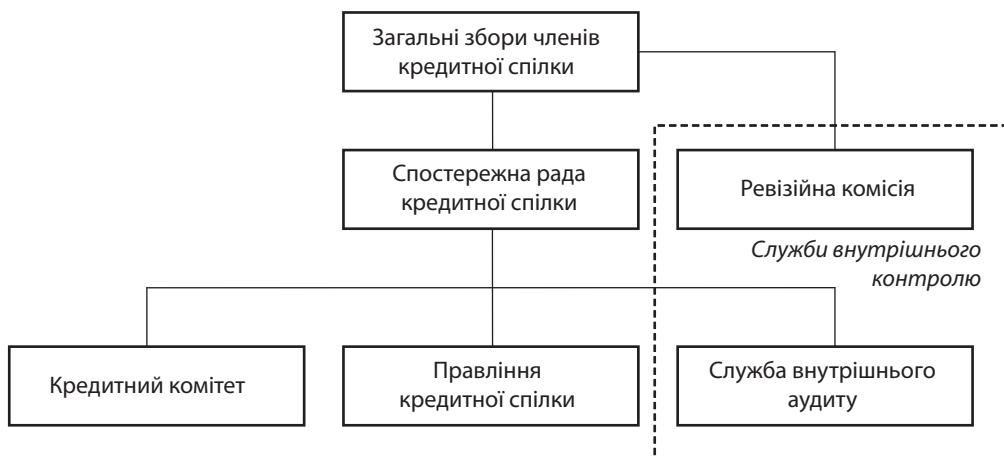 Загальні збори членів
кредитної спілки
Спостережна рада
кредитної спілки
Ревізійна комісія
Служби внутрішнього
контролю
Кредитний комітет
Правління
кредитної спілки
Служба внутрішнього
аудиту